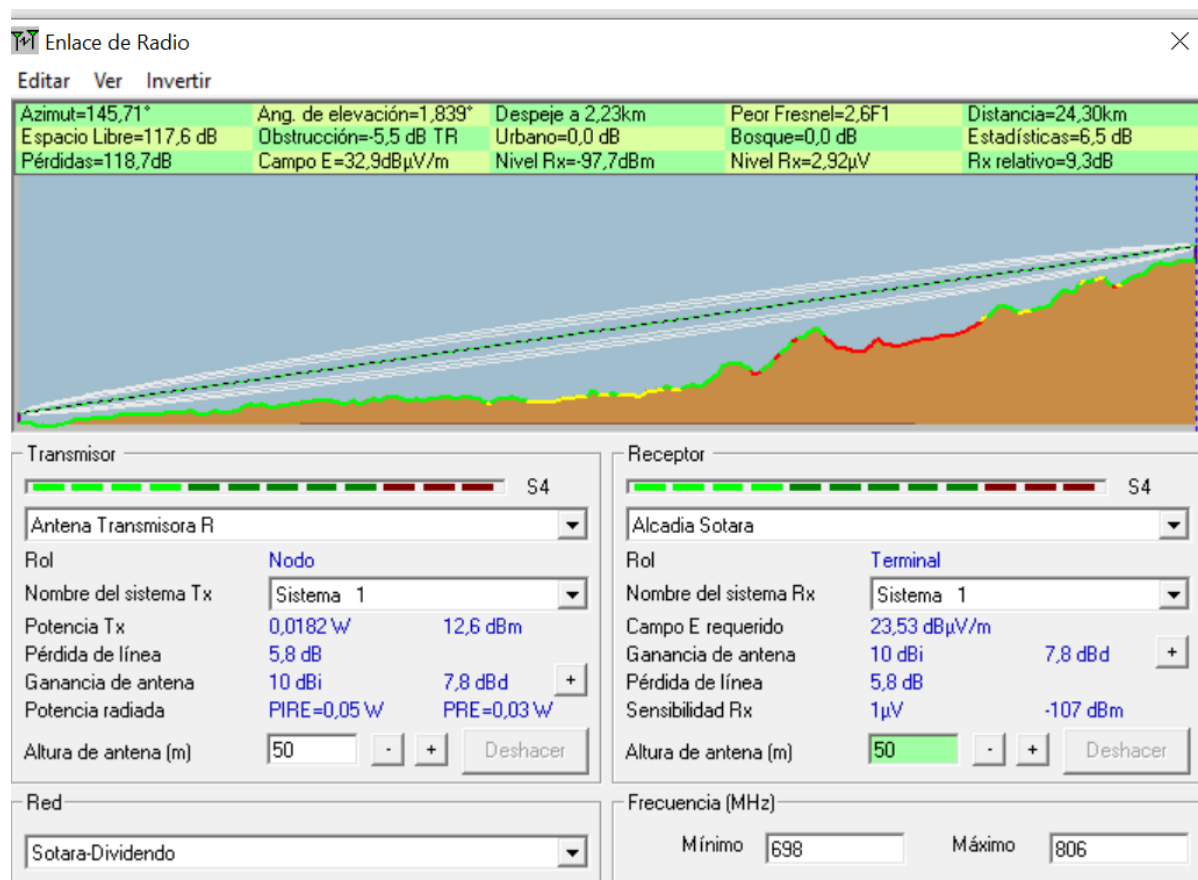 Enlace de Radio
Editar Ver Invertir
Azimut=145,71° Ang. de elevación=1,839° Despeje a 2,23km Peor Fresnel=2,6F1 Distancia=24,30km
Espacio Libre=117,6 dB Obstrucción=-5,5 dB TR Urbano=0,0 dB Bosque=0,0 dB Estadísticas=6,5 dB
Pérdidas=118,7dB Campo E=32,9dBµV/m Nivel Rx=-97,7dBm Nivel Rx=2,92µV Rx relativo=9,3dB
Transmisor
S4
Antena Transmisora R
Rol Nodo
Nombre del sistema Tx Sistema 1
Potencia Tx 0,0182 W 12,6 dBm
Pérdida de línea 5,8 dB
Ganancia de antena 10 dBi 7,8 dBd +
Potencia radiada PIRE=0,05 W PRE=0,03 W
Altura de antena (m) 50 - + Deshacer
Receptor
S4
Alcadia Sotara
Rol Terminal
Nombre del sistema Rx Sistema 1
Campo E requerido 23,53 dBµV/m
Ganancia de antena 10 dBi 7,8 dBd +
Pérdida de línea 5,8 dB
Sensibilidad Rx 1µV -107 dBm
Altura de antena (m) 50 - + Deshacer
Red
Sotara-Dividendo
Frecuencia (MHz)
Mínimo 698 Máximo 806